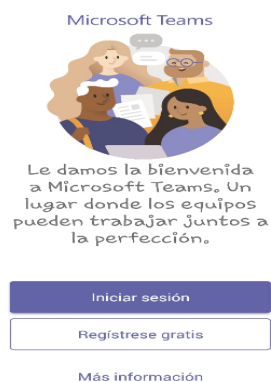 Microsoft Teams
Le damos la bienvenida
a Microsoft Teams. Un
lugar donde los equipos
pueden trabajar juntos a
la perfección.
Iniciar sesión
Regístrese gratis
Más información